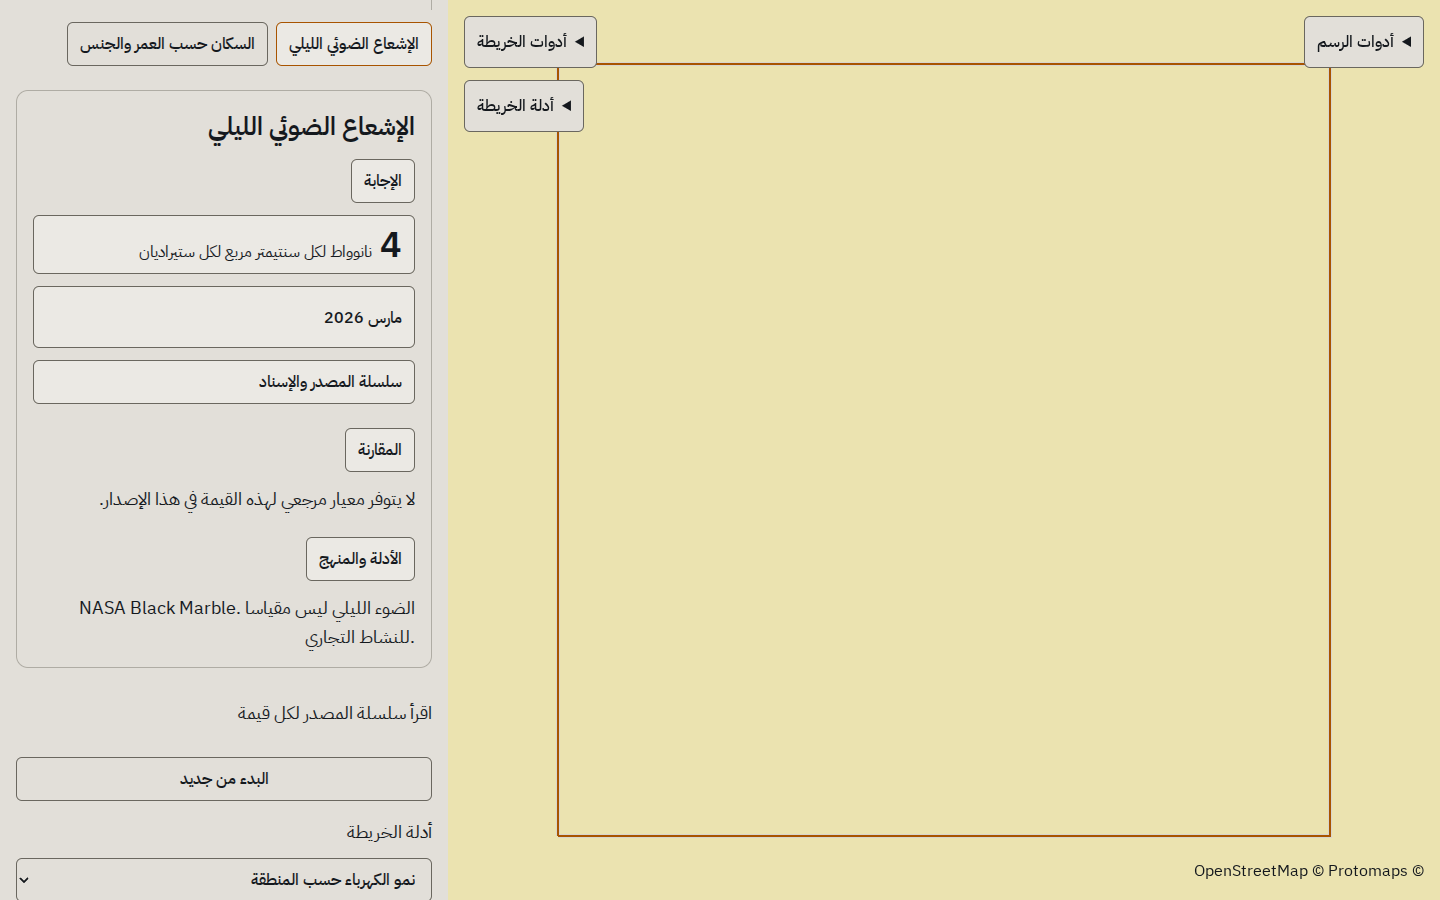 أدوات الرسم
أدوات الخريطة
أدلة الخريطة
الإشعاع الضوئي الليلي
السكان حسب العمر والجنس
الإشعاع الضوئي الليلي
الإجابة
4 نانوواط لكل سنتيمتر مربع لكل ستيراديان
مارس 2026
سلسلة المصدر والإسناد
المقارنة
لا يتوفر معيار مرجعي لهذه القيمة في هذا الإصدار.
الأدلة والمنهج
NASA Black Marble. الضوء الليلي ليس مقياسا
للنشاط التجاري.
اقرأ سلسلة المصدر لكل قيمة
البدء من جديد
أدلة الخريطة
نمو الكهرباء حسب المنطقة
OpenStreetMap © Protomaps ©